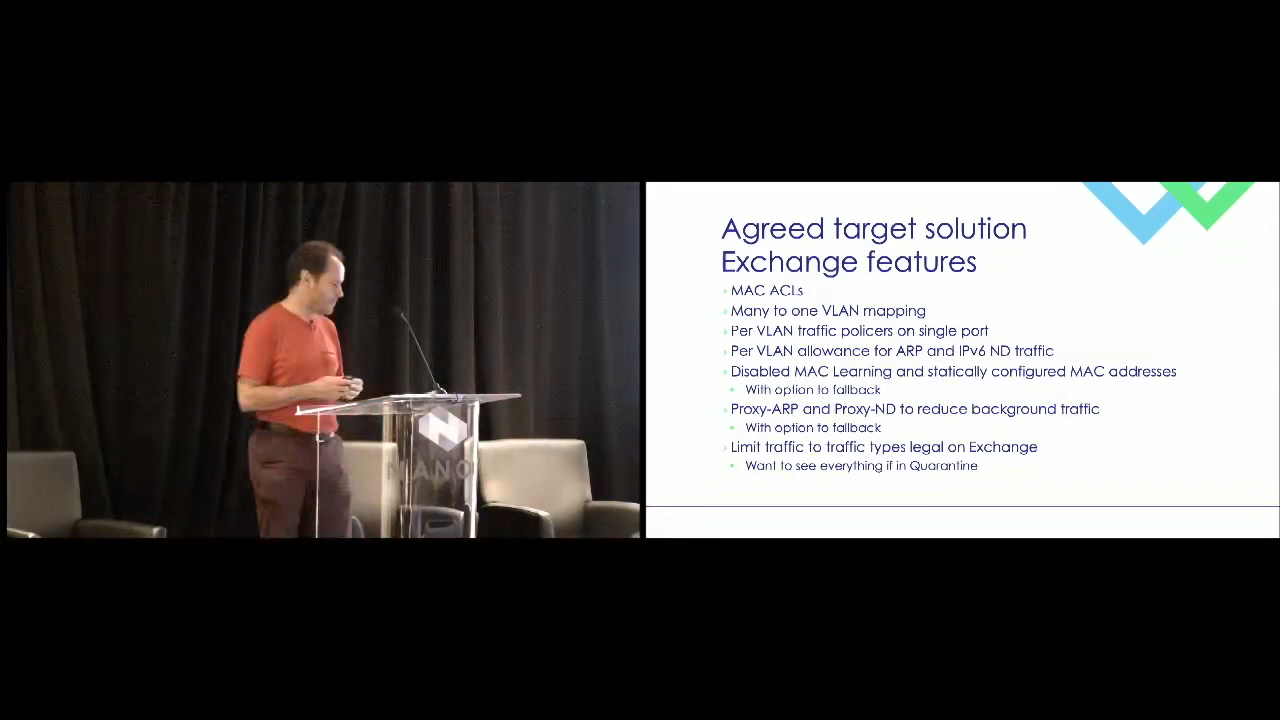 Agreed target solution
Exchange features
MAC ACLs
Many to one VLAN mapping
Per VLAN traffic policers on single port
Per VLAN allowance for ARP and IPv6 ND traffic
Disabled MAC Learning and statically configured MAC addresses
With option to fallback
Proxy-ARP and Proxy-ND to reduce background traffic
With option to fallback
Limit traffic to traffic types legal on Exchange
Want to see everything if in Quarantine
NANO